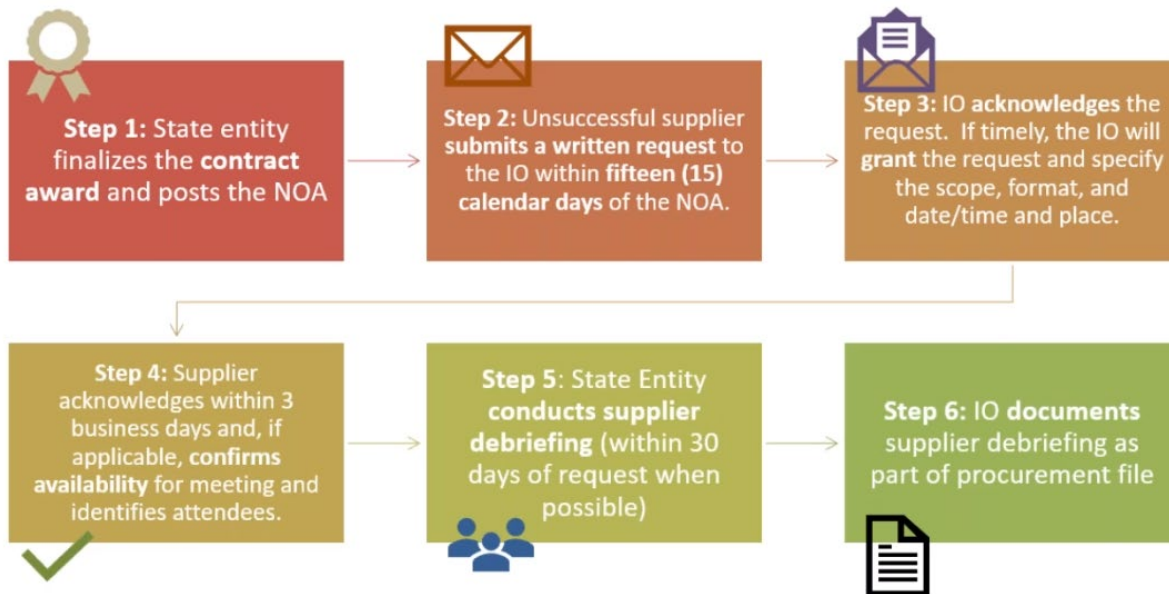 Step 1: State entity
finalizes the contract
award and posts the NOA
Step 2: Unsuccessful supplier
submits a written request to
the IO within fifteen (15)
calendar days of the NOA.
Step 3: IO acknowledges the
request.  If timely, the IO will
grant the request and specify
the scope, format, and
date/time and place.
Step 4: Supplier
acknowledges within 3
business days and, if
applicable, confirms
availability for meeting and
identifies attendees.
Step 5: State Entity
conducts supplier
debriefing (within 30
days of request when
possible)
Step 6: IO documents
supplier debriefing as
part of procurement file